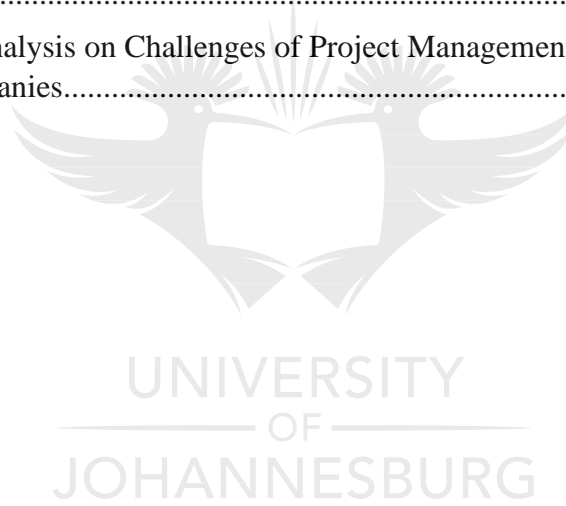 ..........................................................................
nalysis on Challenges of Project Managemen
anies..................................................................
UNIVERSITY
OF
JOHANNESBURG